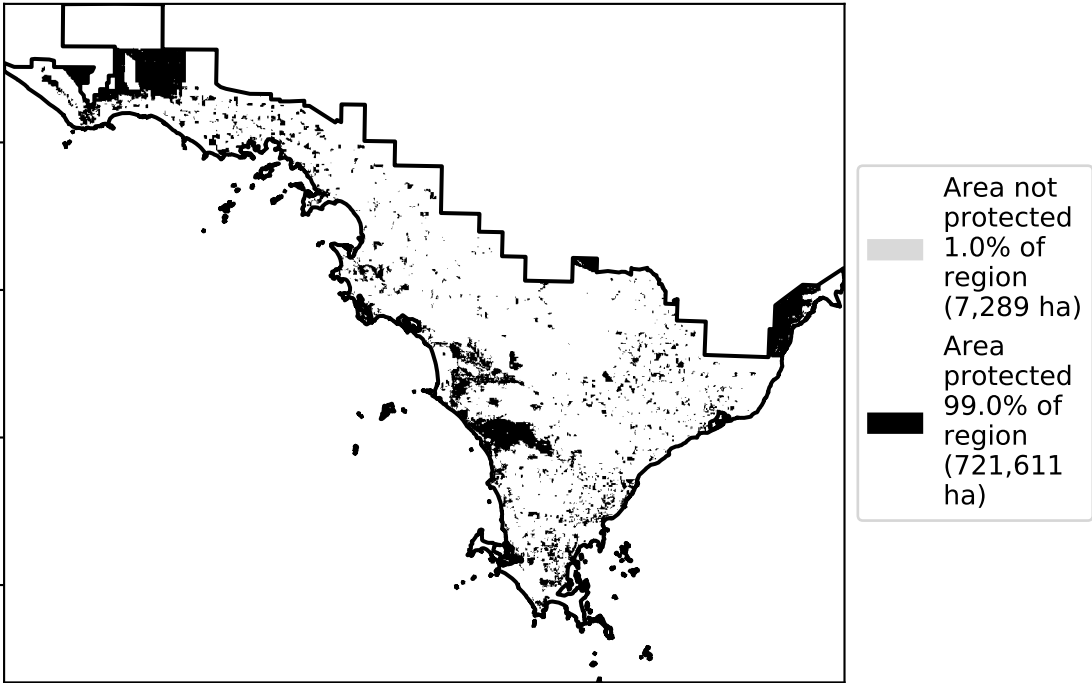 Area not
protected
1.0% of
region
(7,289 ha)
Area
protected
99.0% of
region
(721,611
ha)